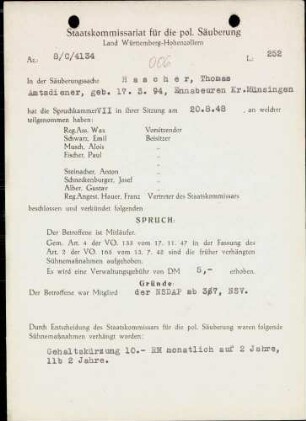 Staatskommissariat für die pol. Säuberung
Land Württemberg-Hohenzollern
Az.: S/C/4134
006
L: 252
In der Säuberungssache Hascher, Thomas
Amtsdiener, geb. 17. 3. 94, Ennabeuren Kr.Münsingen
hat die Spruchkammer VII in ihrer Sitzung am 20.8.48 , an welcher
teilgenommen haben:
Reg.Ass. Wax Vorsitzender
Schwarz, Emil Beisitzer
Musch, Alois „
Fischer, Paul „
Stadelmaier, Anton „
Schneckenburger, Josef „
Alber, Gustav „
Reg.Angest. Hauer, Franz Vertreter des Staatskommissars
beschlossen und verkündet folgenden
SPRUCH:
Der Betroffene ist Mitläufer.
Gem. Art. 4 der VO. 133 vom 17. 11. 47 in der Fassung des
Art. 2 der VO. 165 vom 13. 7. 48 sind die früher verhängten
Sühnemaßnahmen aufgehoben.
Es wird eine Verwaltungsgebühr von DM 5,- erhoben.
Gründe:
Der Betroffene war Mitglied der NSDAP ab 37, NSV.
Durch Entscheidung des Staatskommissars für die pol. Säuberung waren folgende
Sühnemaßnahmen verhängt worden:
Gehaltskürzung 10.- RM monatlich auf 2 Jahre,
11b 2 Jahre.